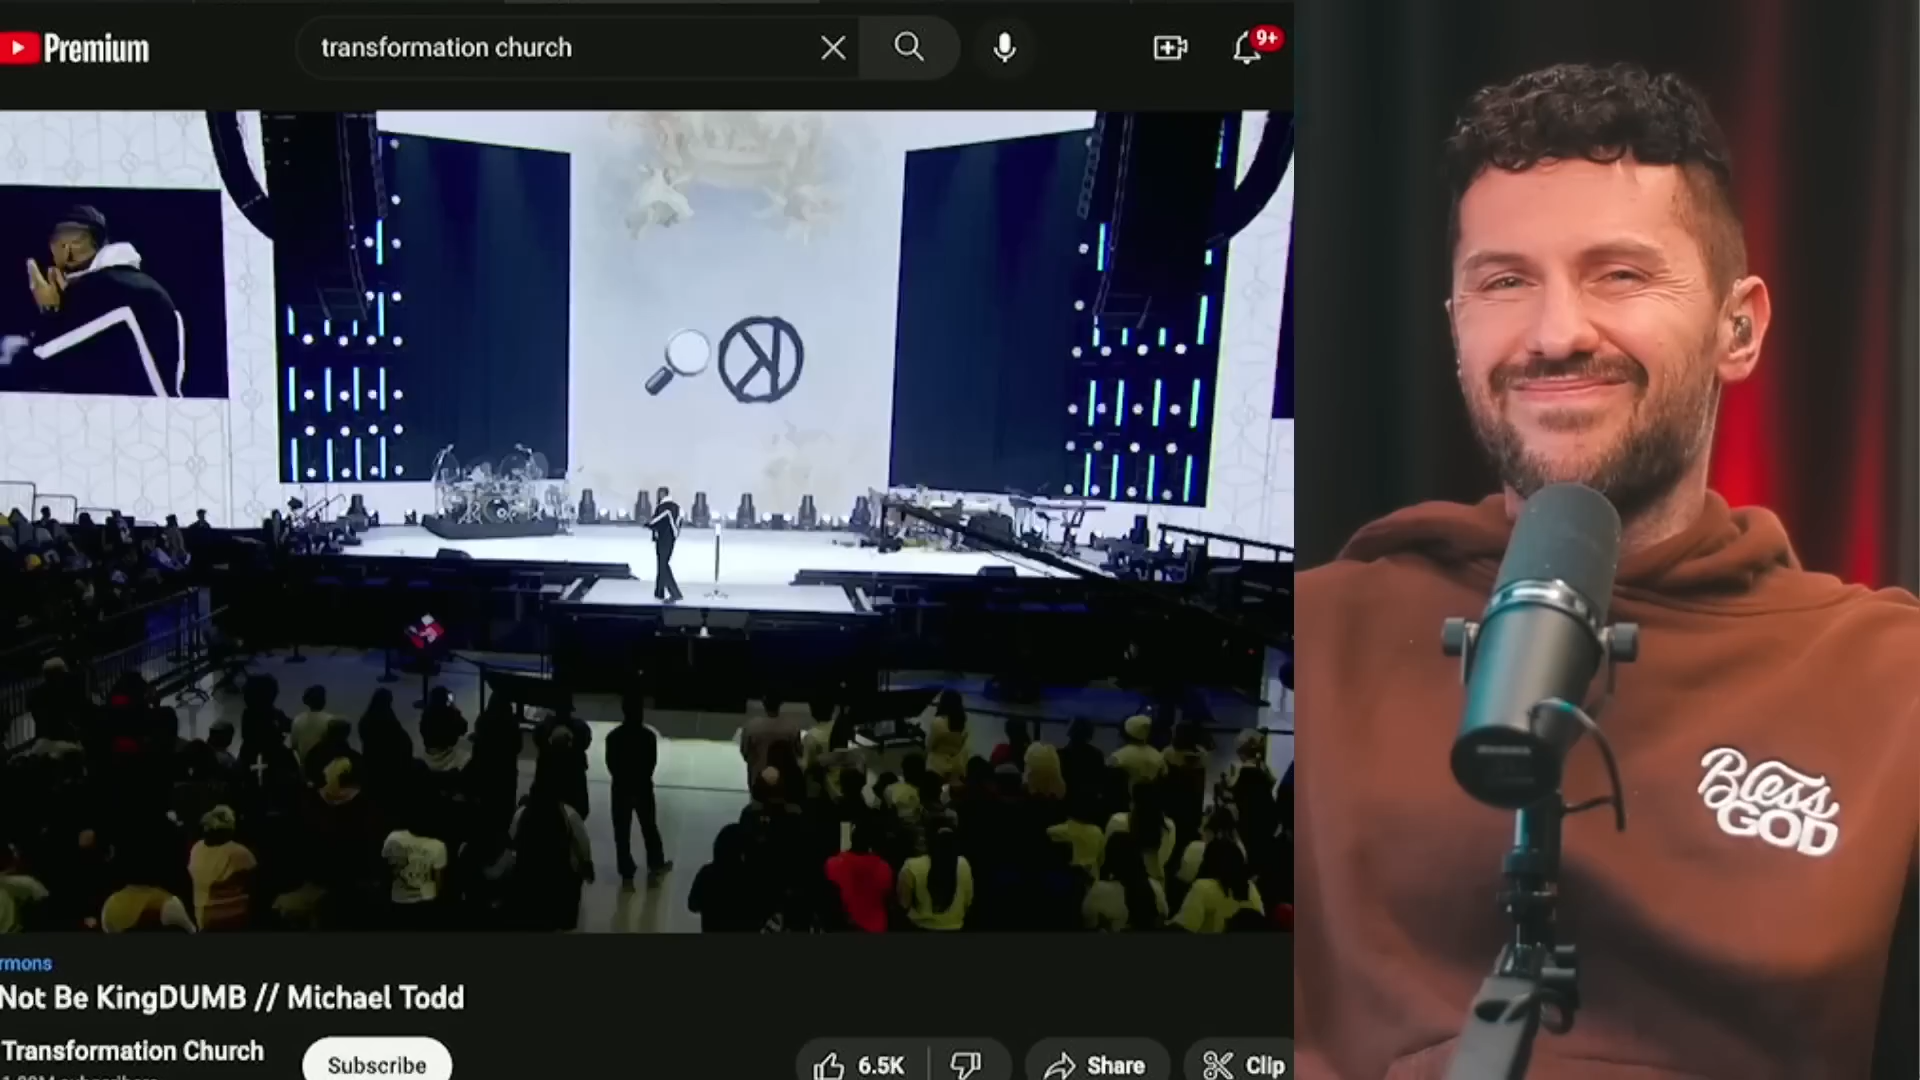 Premium
transformation church
9+
rmons
Not Be KingDUMB // Michael Todd
Transformation Church
Subscribe
6.5K
Share
Clip
Bless
GOD